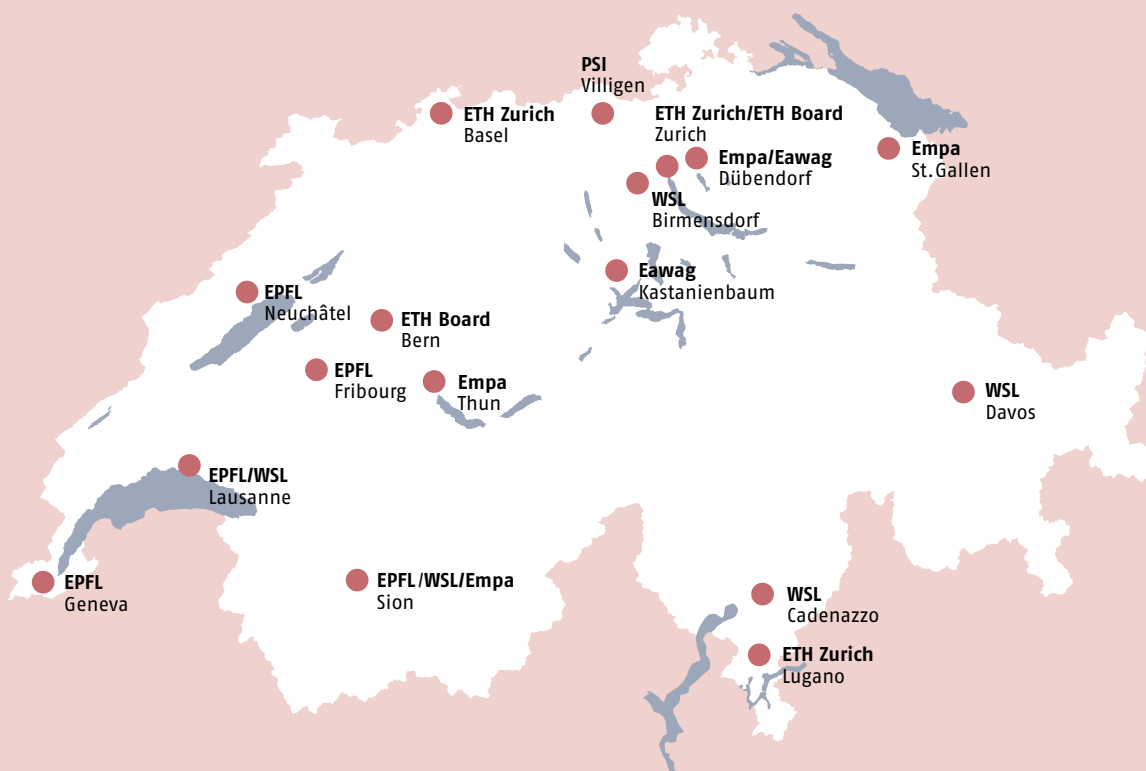 PSI
Villigen
ETH Zurich
Basel
ETH Zurich/ETH Board
Zurich
Empa/Eawag
Dübendorf
Empa
St.Gallen
WSL
Birmensdorf
Eawag
Kastanienbaum
EPFL
Neuchâtel
ETH Board
Bern
EPFL
Fribourg
Empa
Thun
WSL
Davos
EPFL/WSL
Lausanne
EPFL
Geneva
EPFL/WSL/Empa
Sion
WSL
Cadenazzo
ETH Zurich
Lugano